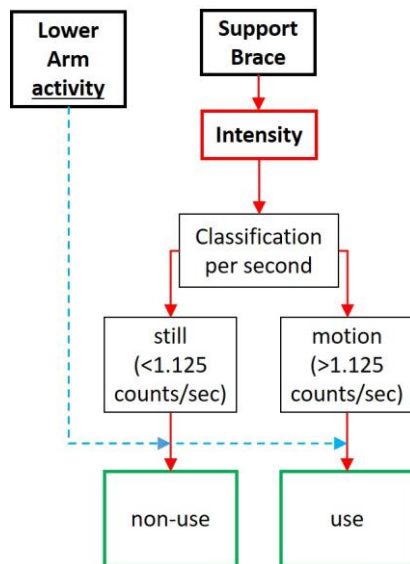 Lower
Arm
activity
Support
Brace
Intensity
Classification
per second
still
(<1.125
counts/sec)
motion
(>1.125
counts/sec)
non-use
use